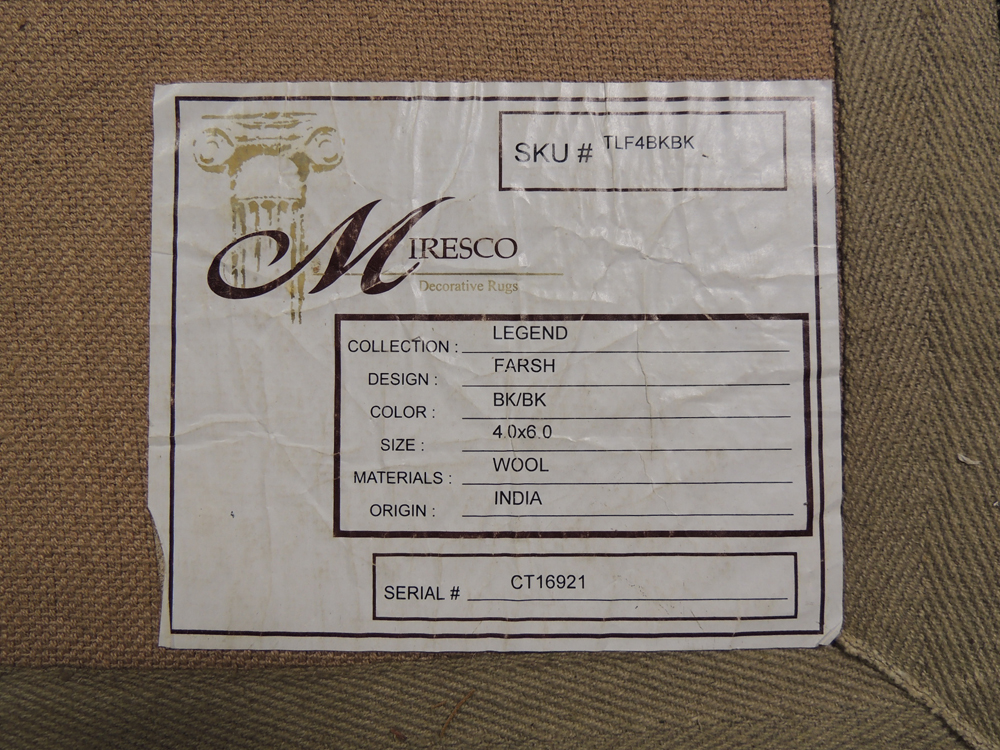 SKU # TLF4BKBK
MIRESCO
Decorative Rugs
COLLECTION : LEGEND
DESIGN : FARSH
COLOR : BK/BK
SIZE : 4.0x6.0
MATERIALS : WOOL
ORIGIN : INDIA
SERIAL # CT16921